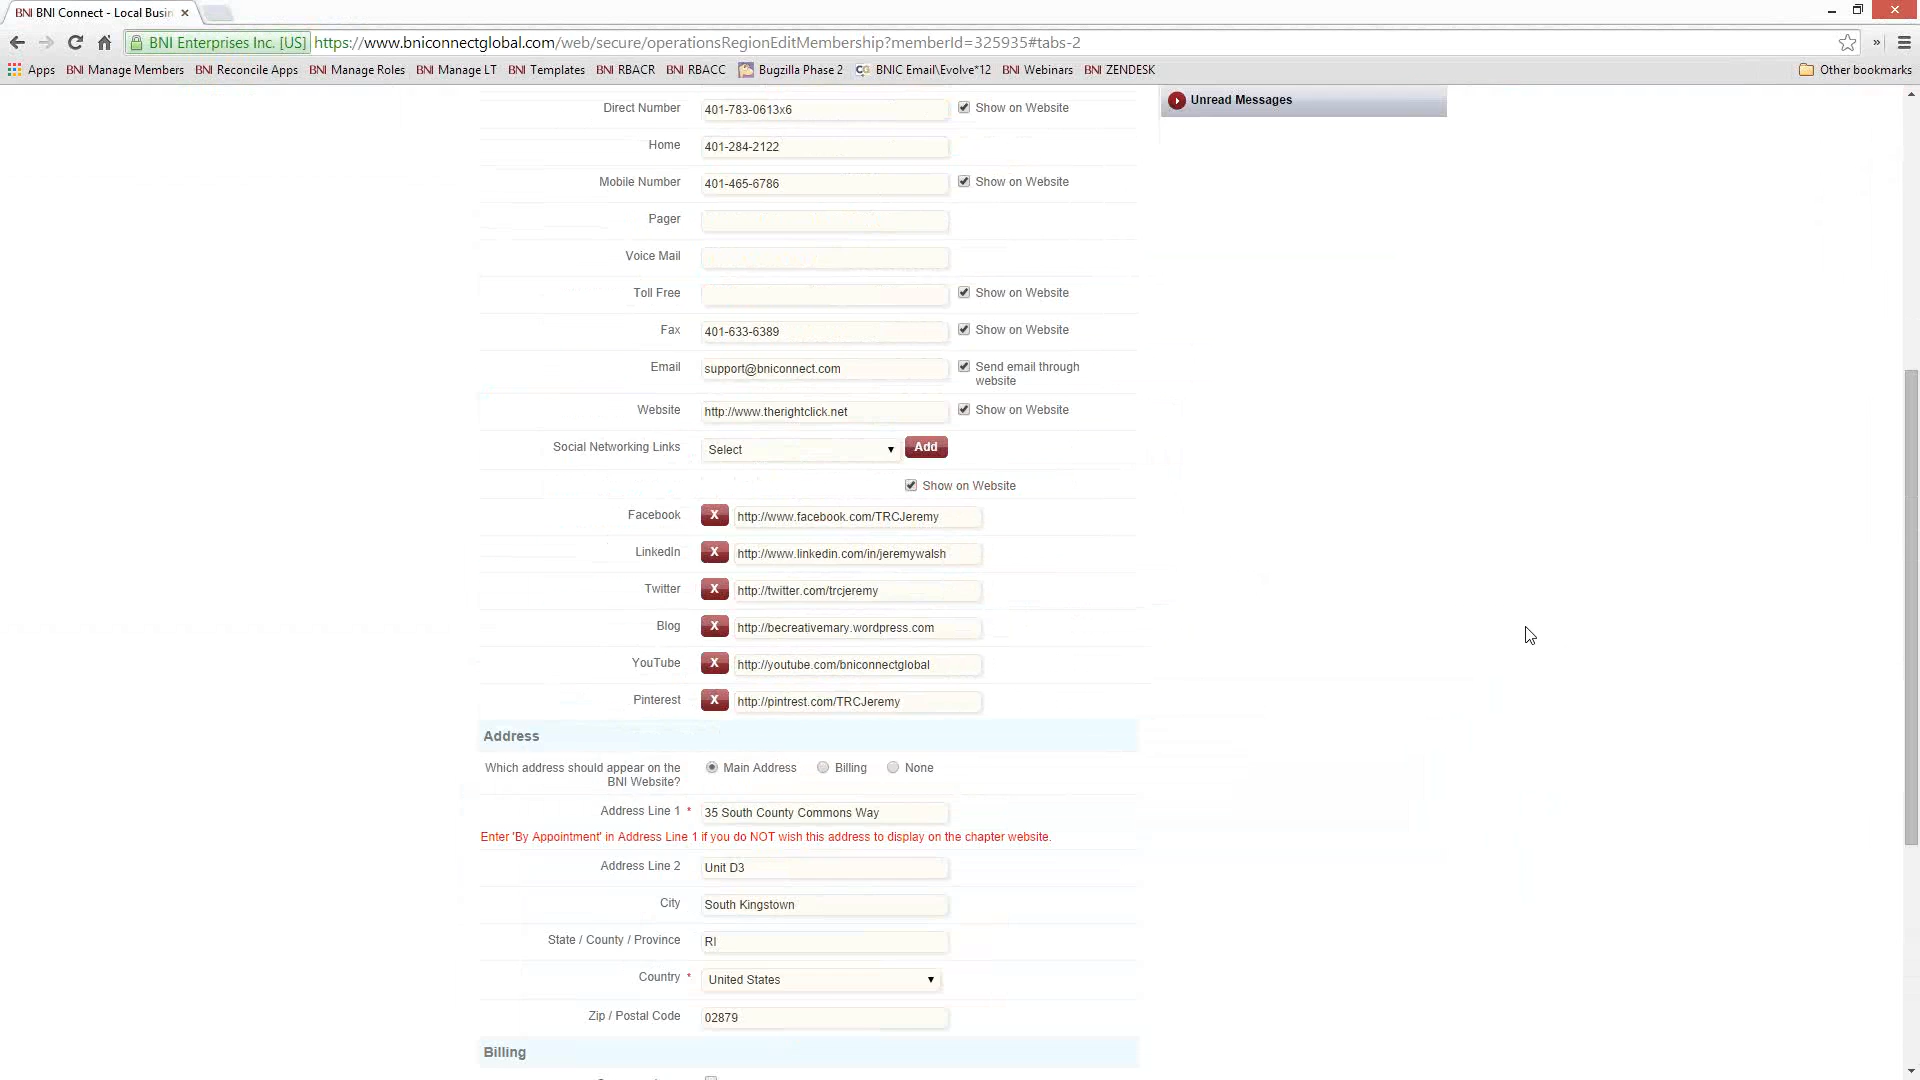 BNI BNI Connect - Local Busin
BNI Enterprises Inc. [US] https://www.bniconnectglobal.com/web/secure/operationsRegionEditMembership?memberId=325935#tabs-2
Apps BNI Manage Members BNI Reconcile Apps BNI Manage Roles BNI Manage LT BNI Templates BNI RBACR BNI RBACC Bugzilla Phase 2 BNIC Email\Evolve*12 BNI Webinars BNI ZENDESK Other bookmarks
Unread Messages
Direct Number 401-783-0613x6 Show on Website
Home 401-284-2122
Mobile Number 401-465-6786 Show on Website
Pager
Voice Mail
Toll Free Show on Website
Fax 401-633-6389 Show on Website
Email support@bniconnect.com Send email through
website
Website http://www.therightclick.net Show on Website
Social Networking Links Select Add
Show on Website
Facebook X http://www.facebook.com/TRCJeremy
LinkedIn X http://www.linkedin.com/in/jeremywalsh
Twitter X http://twitter.com/trcjeremy
Blog X http://becreativemary.wordpress.com
YouTube X http://youtube.com/bniconnectglobal
Pinterest X http://pintrest.com/TRCJeremy
Address
Which address should appear on the
BNI Website? Main Address Billing None
Address Line 1 * 35 South County Commons Way
Enter 'By Appointment' in Address Line 1 if you do NOT wish this address to display on the chapter website.
Address Line 2 Unit D3
City South Kingstown
State / County / Province RI
Country * United States
Zip / Postal Code 02879
Billing